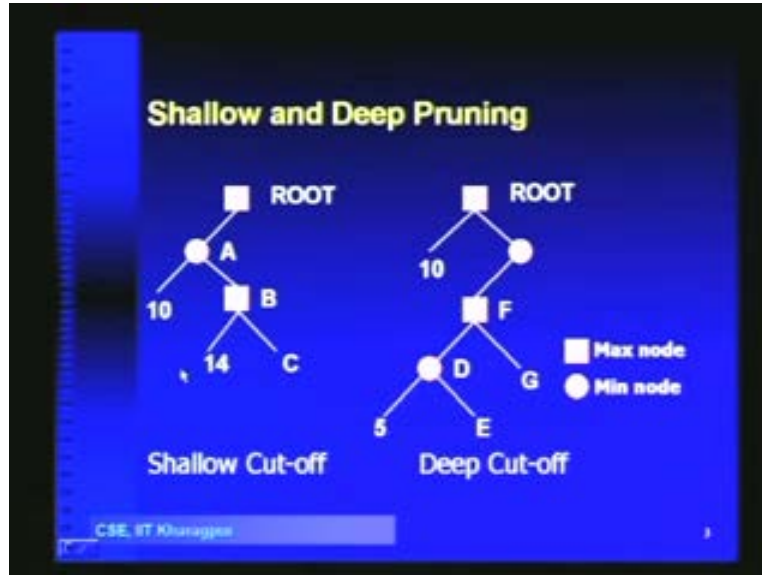 Shallow and Deep Pruning
ROOT
A
10
B
14
C
Shallow Cut-off
ROOT
10
F
D
G
5
E
Deep Cut-off
Max node
Min node
CSE, IIT Kharagpur
3